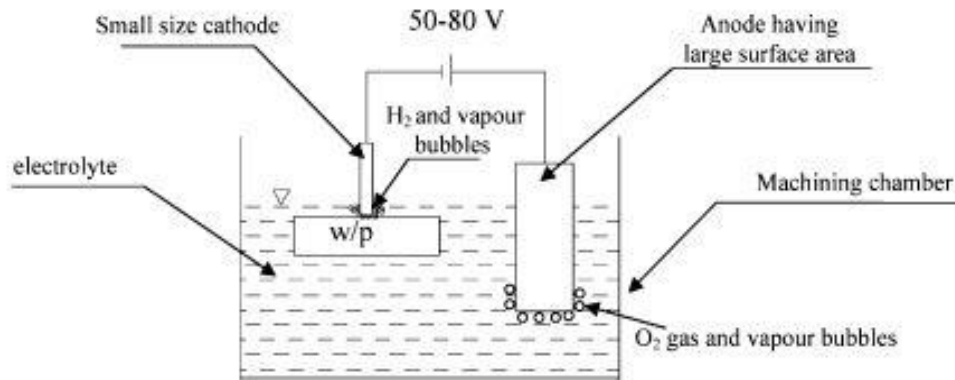 Small size cathode
50-80 V
Anode having
large surface area
H₂ and vapour
bubbles
electrolyte
Machining chamber
w/p
O₂ gas and vapour bubbles